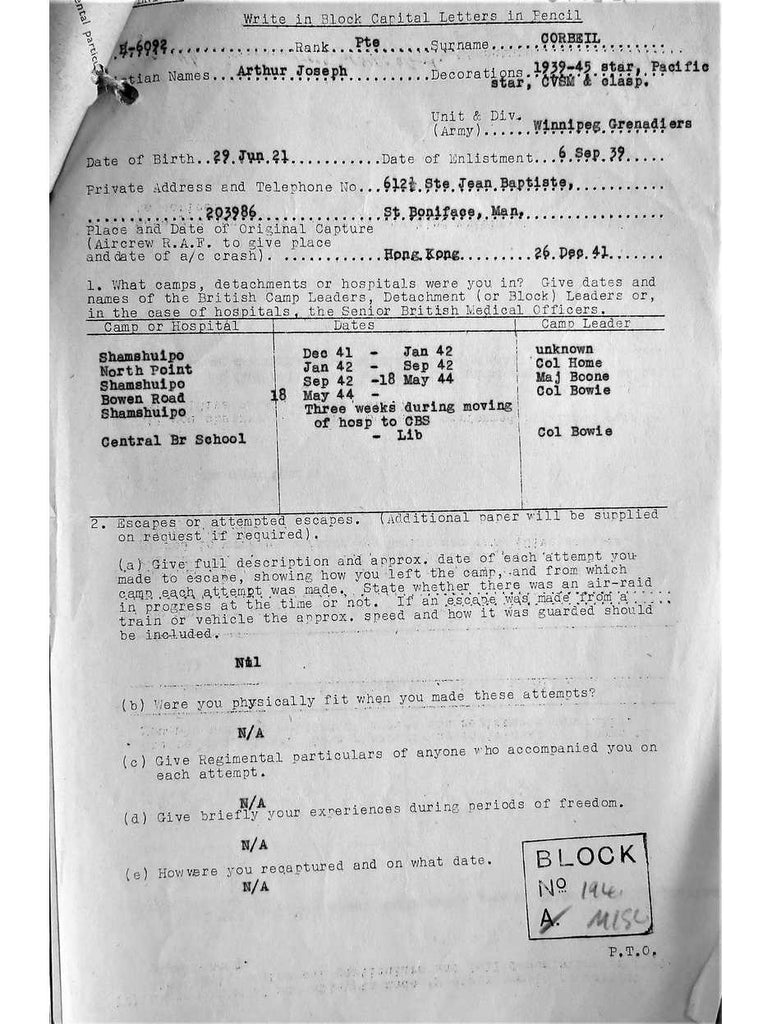 Write in Block Capital Letters in Pencil
H-6092 Rank Pte Surname CORBEIL
tian Names Arthur Joseph Decorations 1939-45 star, Pacific
star, CVSM & clasp.
Unit & Div.
(Army) Winnipeg Grenadiers
Date of Birth 29 Jun 21 Date of Enlistment 6 Sep 39
Private Address and Telephone No 612½ Ste Jean Baptiste,
203986 St Boniface, Man,
Place and Date of Original Capture
(Aircrew R.A.F. to give place
and date of a/c crash). Hong Kong 26 Dec 41
1. What camps, detachments or hospitals were you in? Give dates and
names of the British Camp Leaders, Detachment (or Block) Leaders or,
in the case of hospitals, the Senior British Medical Officers.
Camp or Hospital Dates Camp Leader
Shamshuipo Dec 41 - Jan 42 unknown
North Point Jan 42 - Sep 42 Col Home
Shamshuipo Sep 42 -18 May 44 Maj Boone
Bowen Road 18 May 44 - Col Bowie
Shamshuipo Three weeks during moving
of hosp to CBS
Central Br School - Lib Col Bowie
2. Escapes or attempted escapes. (Additional paper will be supplied
on request if required).
(a) Give full description and approx. date of each attempt you
made to escape, showing how you left the camp, and from which
camp each attempt was made. State whether there was an air-raid
in progress at the time or not. If an escape was made from a
train or vehicle the approx. speed and how it was guarded should
be included.
Nil
(b) Were you physically fit when you made these attempts?
N/A
(c) Give Regimental particulars of anyone who accompanied you on
each attempt.
N/A
(d) Give briefly your experiences during periods of freedom.
N/A
(e) How were you recaptured and on what date.
N/A
BLOCK
No 194
A. MISC
P.T.O.